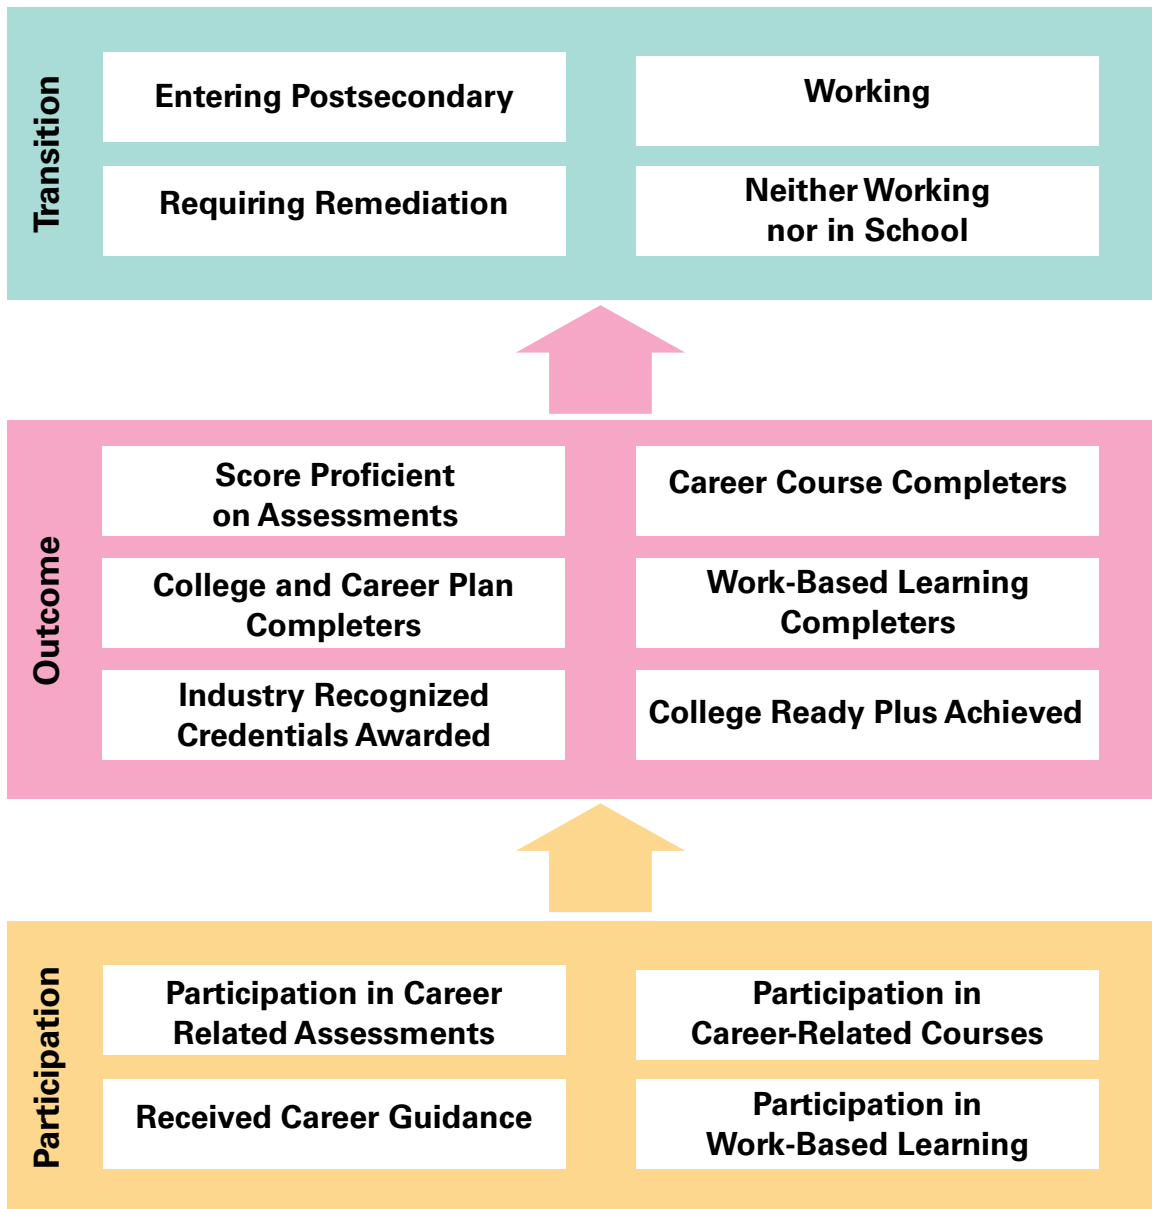 Transition
Entering Postsecondary
Working
Requiring Remediation
Neither Working
nor in School
Outcome
Score Proficient
on Assessments
Career Course Completers
College and Career Plan
Completers
Work-Based Learning
Completers
Industry Recognized
Credentials Awarded
College Ready Plus Achieved
Participation
Participation in Career
Related Assessments
Participation in
Career-Related Courses
Received Career Guidance
Participation in
Work-Based Learning